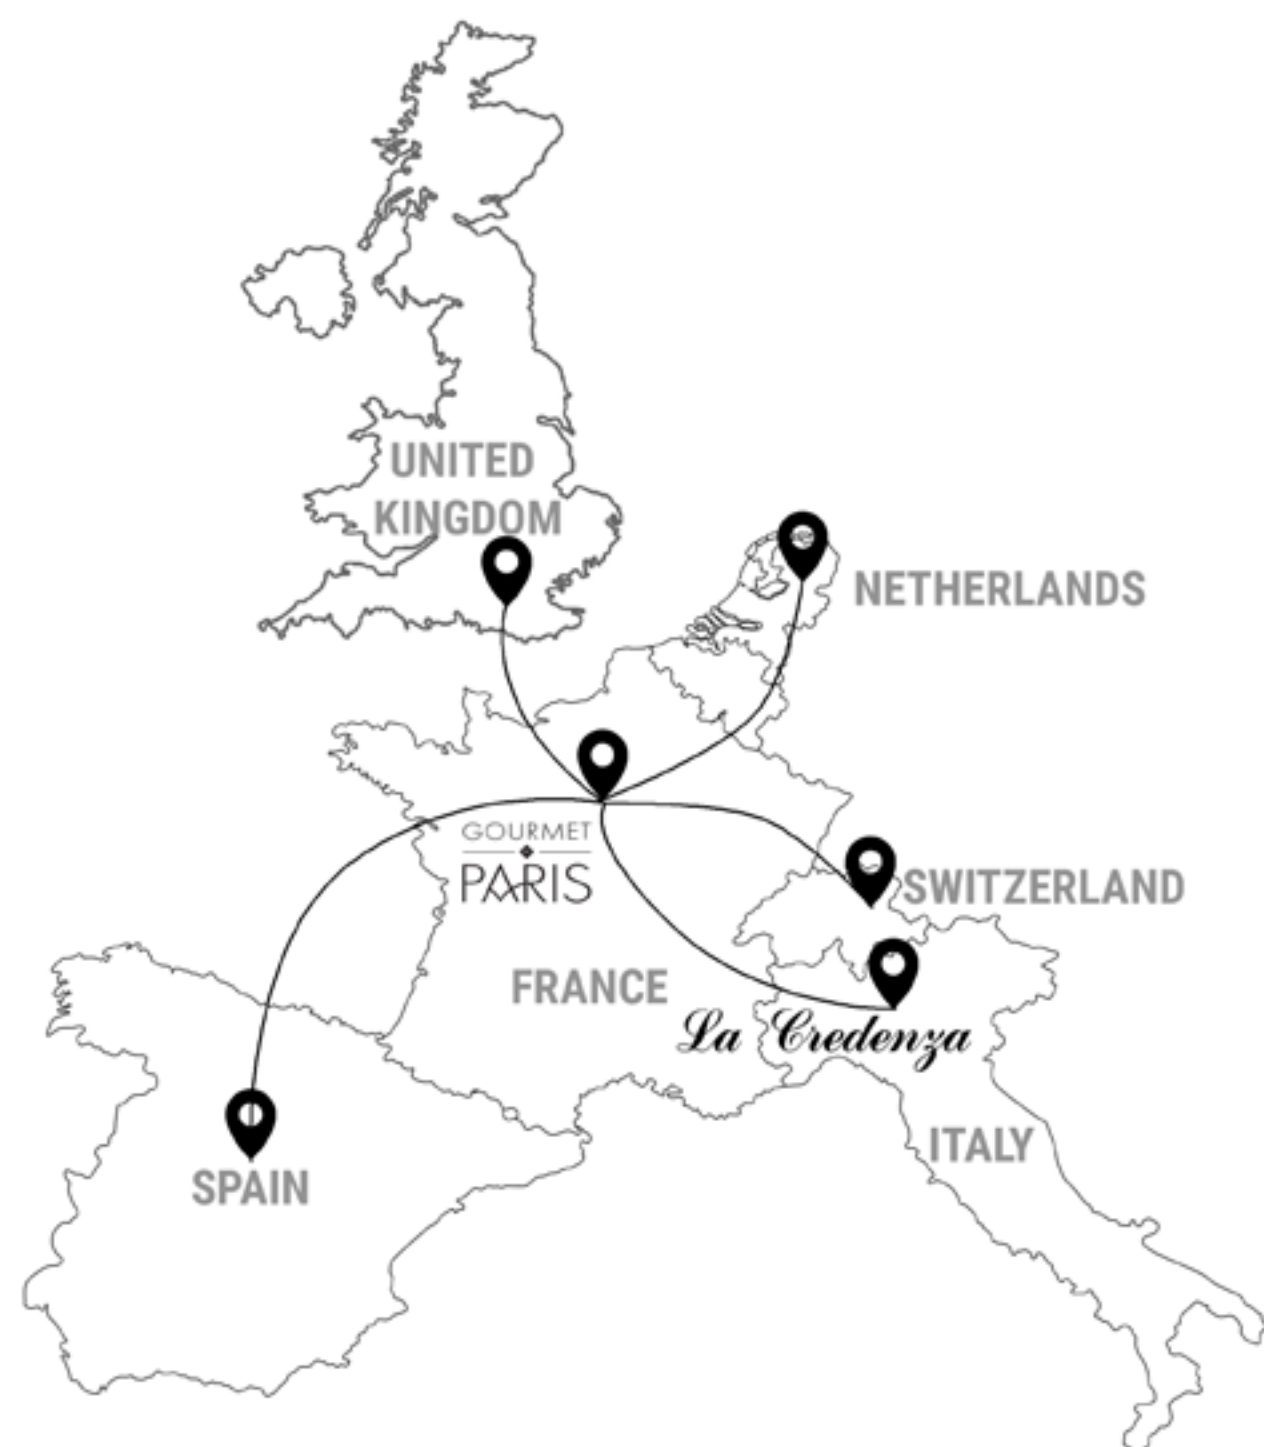 UNITED
KINGDOM
NETHERLANDS
GOURMET
PARIS
SWITZERLAND
FRANCE
La Credenza
ITALY
SPAIN